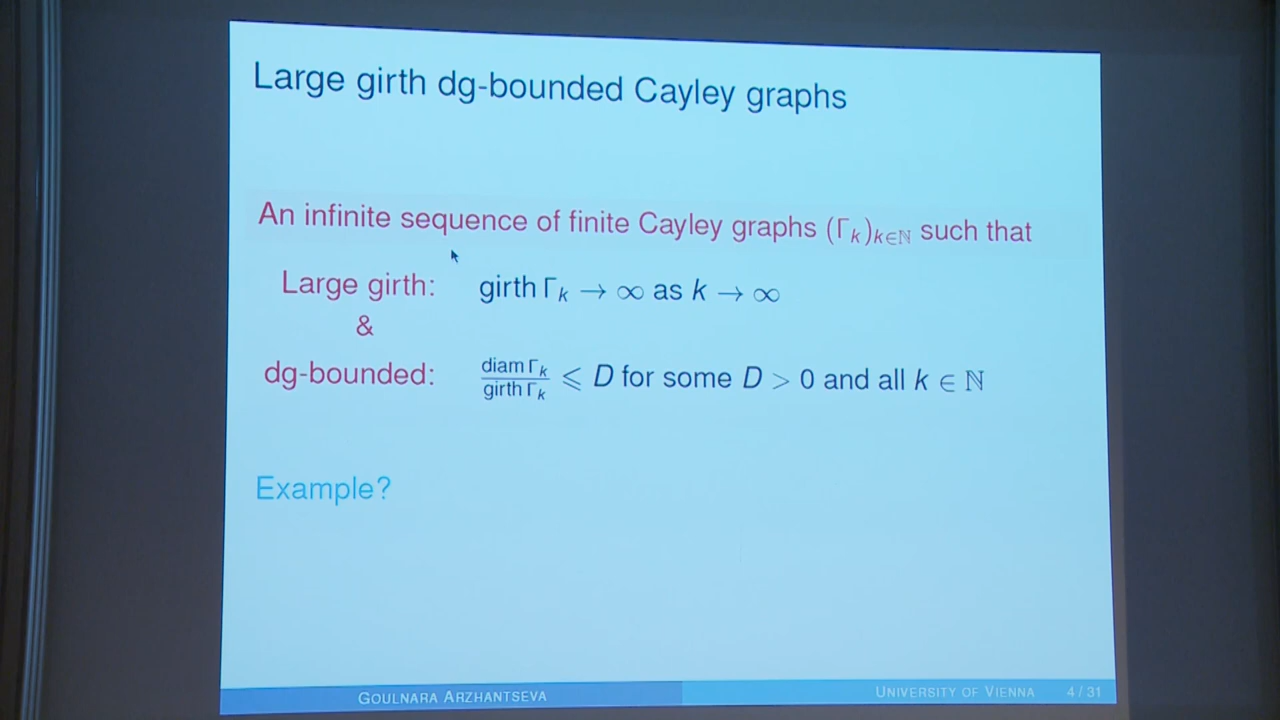 Large girth dg-bounded Cayley graphs
An infinite sequence of finite Cayley graphs (Γₖ)ₖ∈ℕ such that
Large girth: girth Γₖ → ∞ as k → ∞
&
dg-bounded: diam Γₖ / girth Γₖ ⩽ D for some D > 0 and all k ∈ ℕ
Example?
GOULNARA ARZHANTSEVA UNIVERSITY OF VIENNA 4 / 31